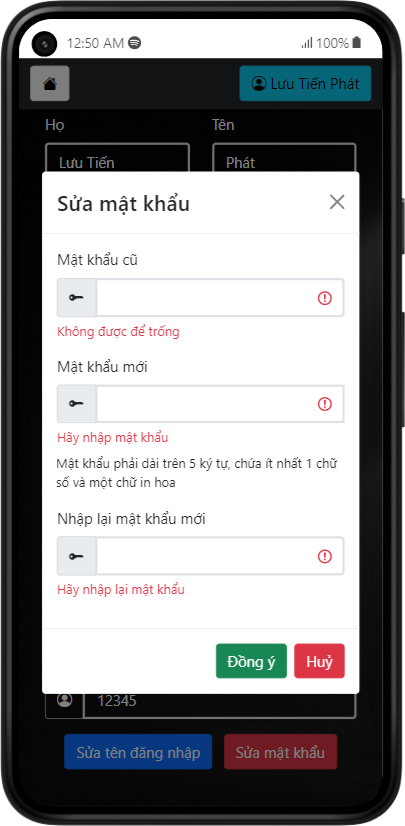 12:50 AM
100%
Lưu Tiến Phát
Họ
Tên
Lưu Tiến
Phát
Sửa mật khẩu
Mật khẩu cũ
Không được để trống
Mật khẩu mới
Hãy nhập mật khẩu
Mật khẩu phải dài trên 5 ký tự, chứa ít nhất 1 chữ
số và một chữ in hoa
Nhập lại mật khẩu mới
Hãy nhập lại mật khẩu
Đồng ý
Huỷ
12345
Sửa tên đăng nhập
Sửa mật khẩu